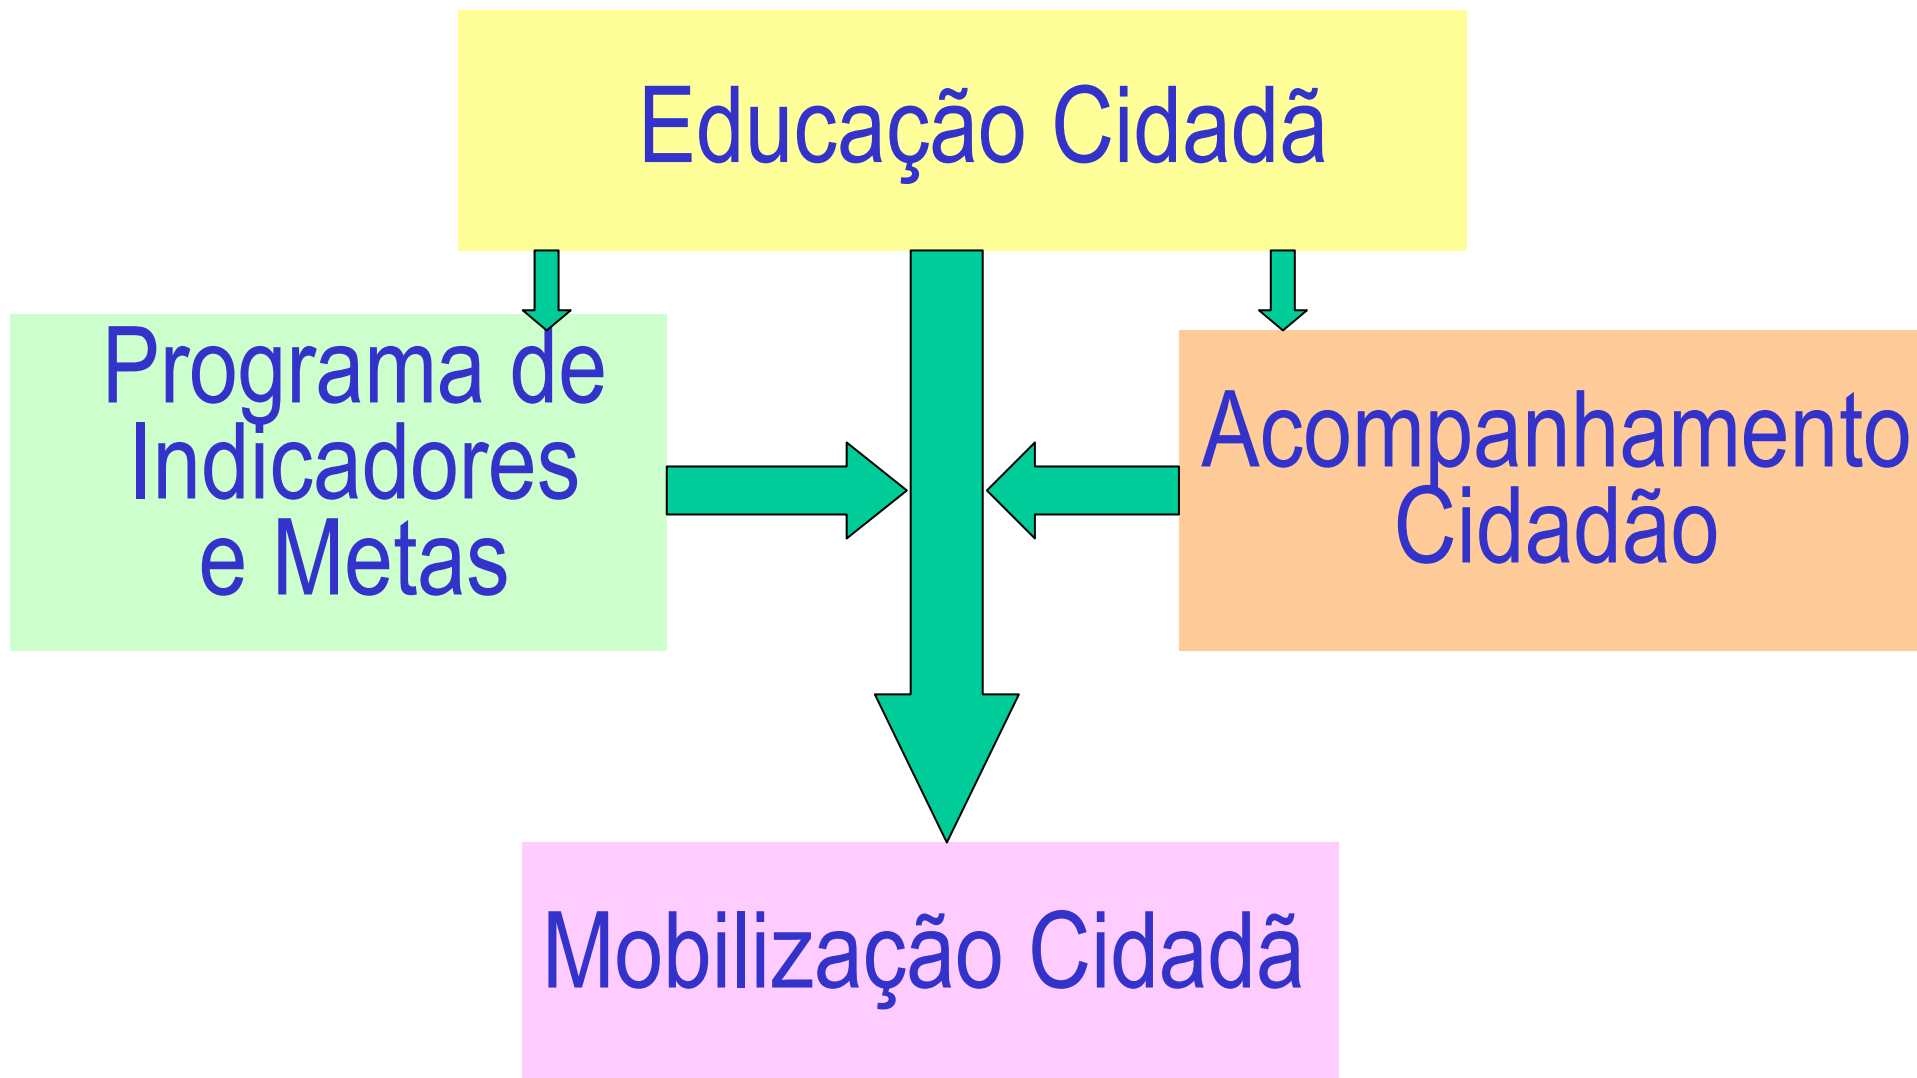 Educação Cidadã
Programa de
Indicadores
e Metas
Acompanhamento
Cidadão
Mobilização Cidadã